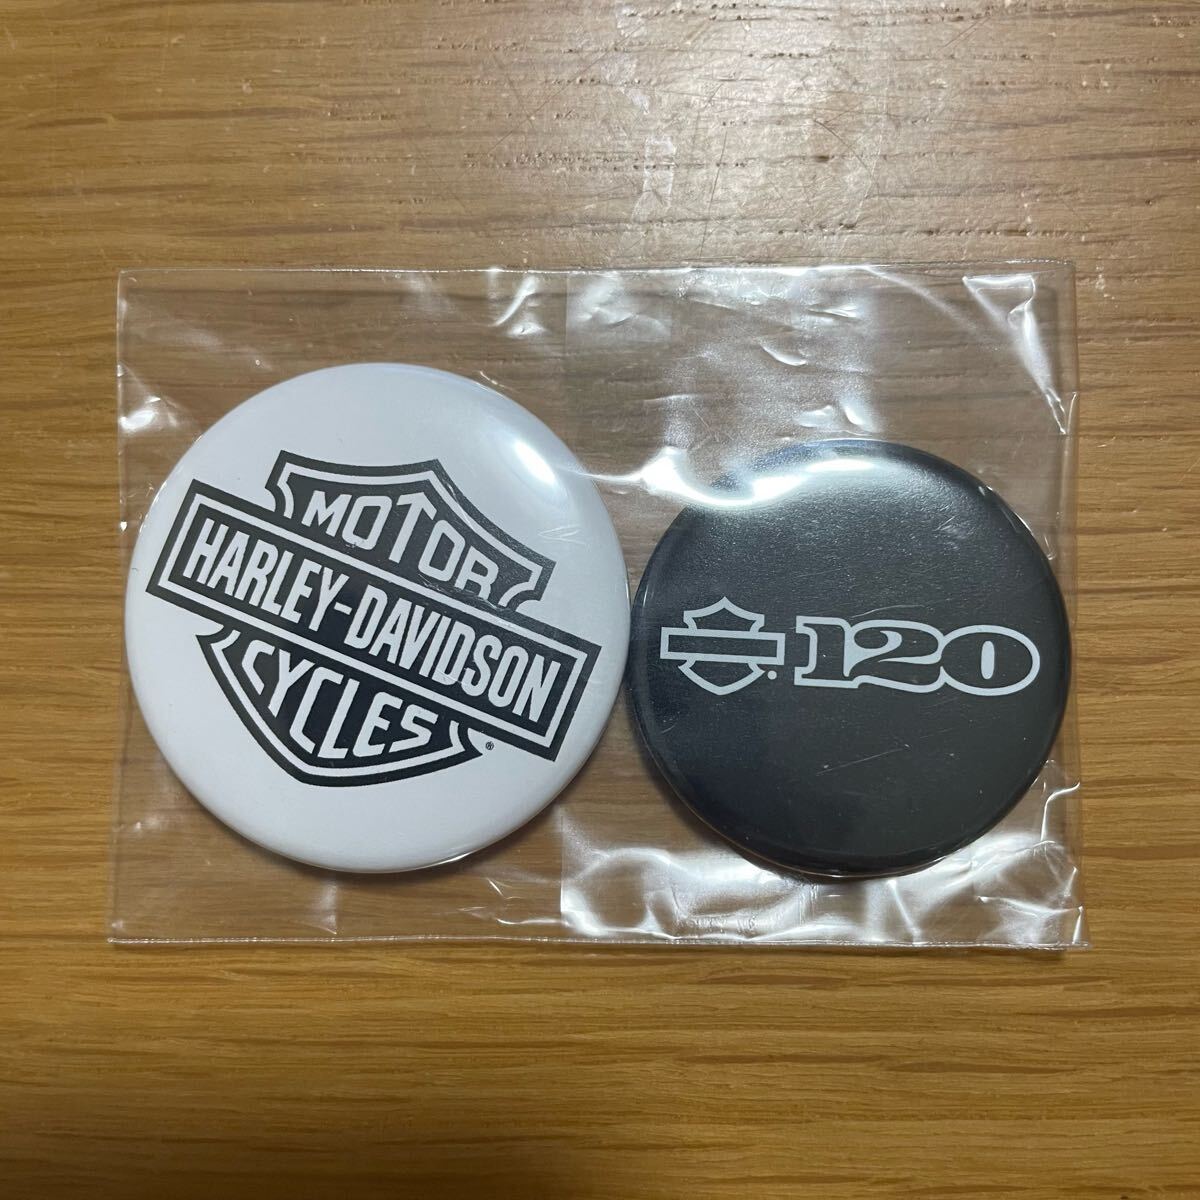 MOTOR
HARLEY-DAVIDSON
CYCLES
®
® 120